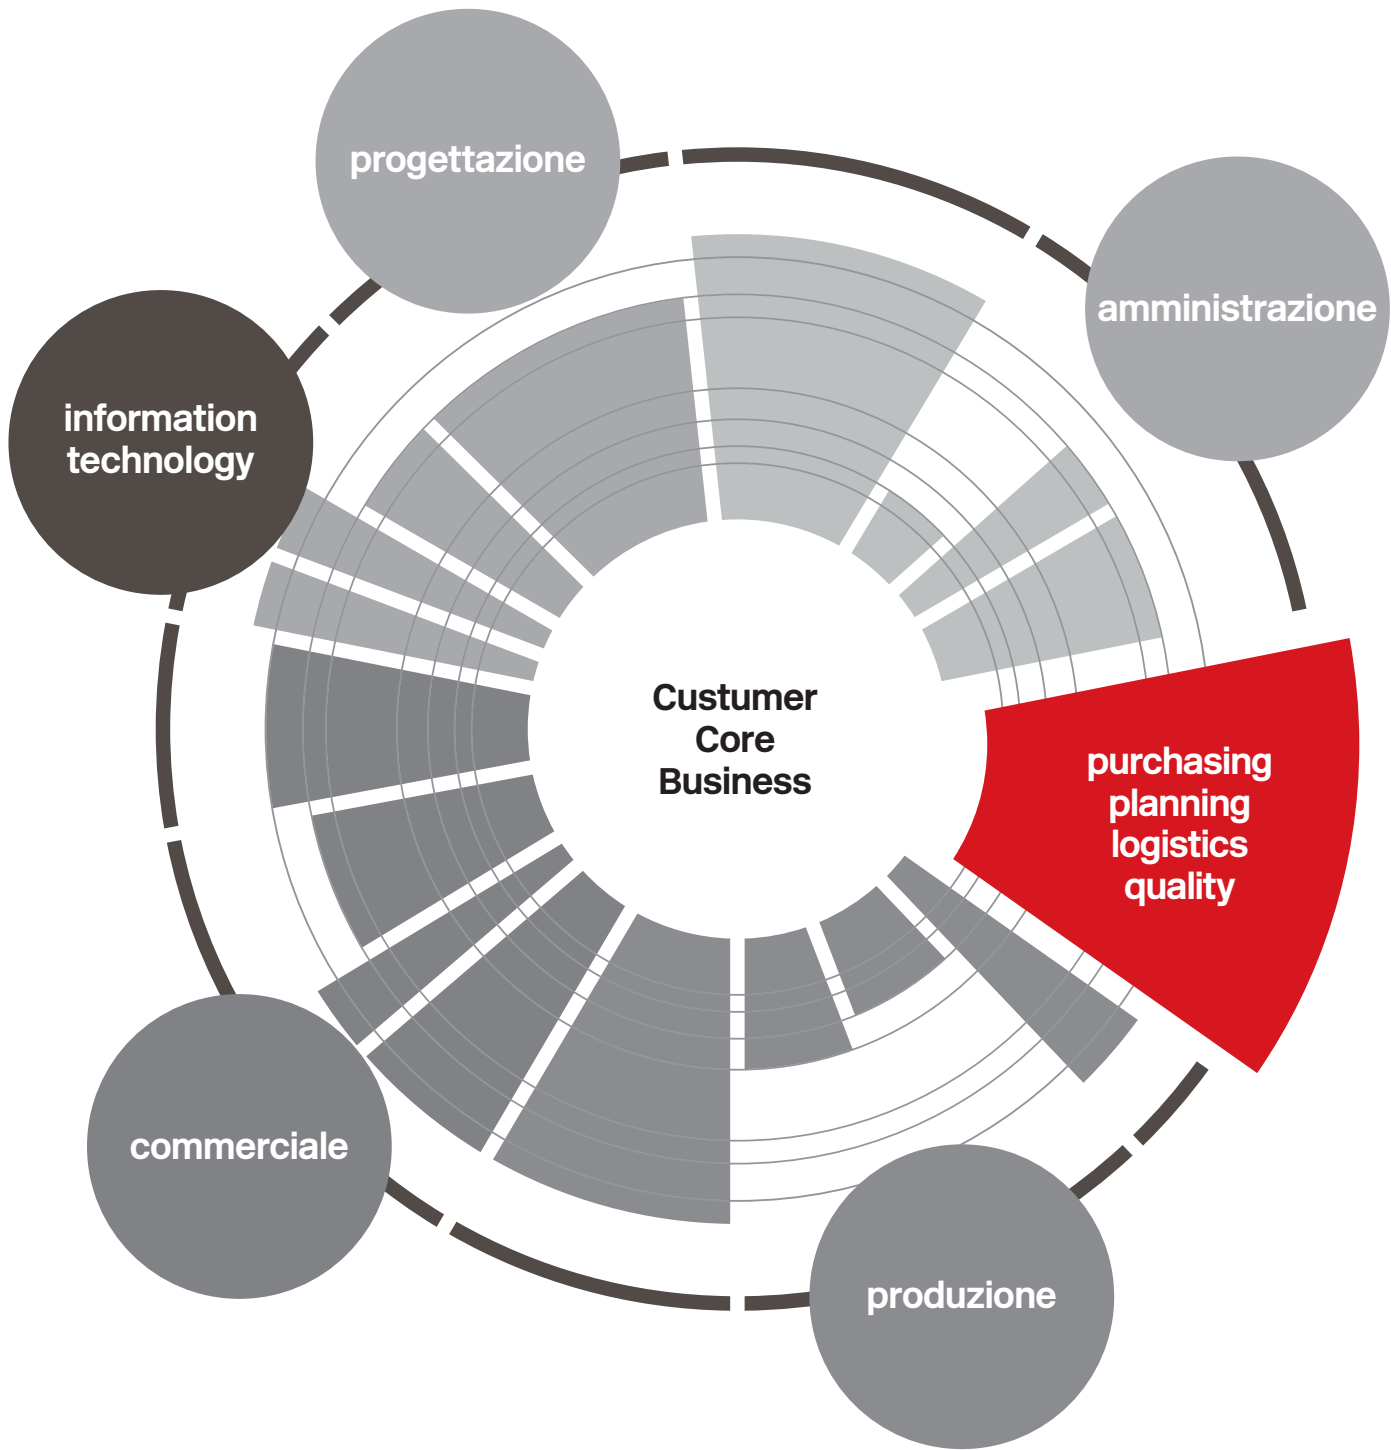 progettazione
amministrazione
information
technology
Custumer
Core
Business
purchasing
planning
logistics
quality
commerciale
produzione